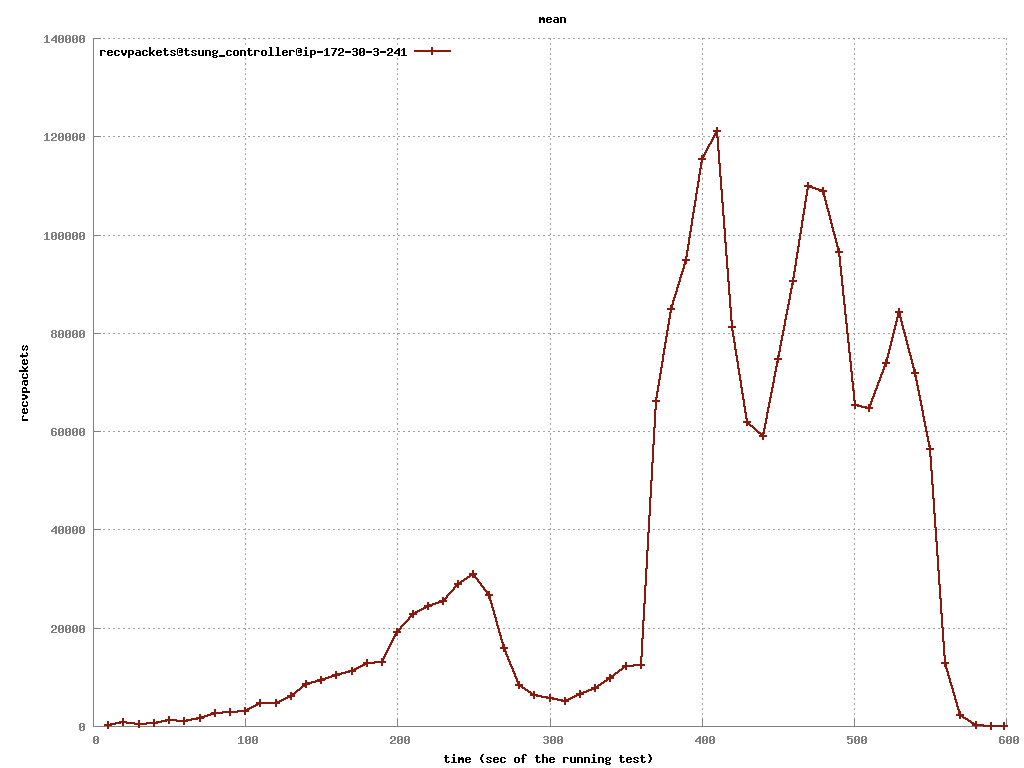 mean
140000
recvpackets@tsung_controller@ip-172-30-3-241
120000
100000
80000
60000
40000
20000
0
recvpackets
0 100 200 300 400 500 600
time (sec of the running test)